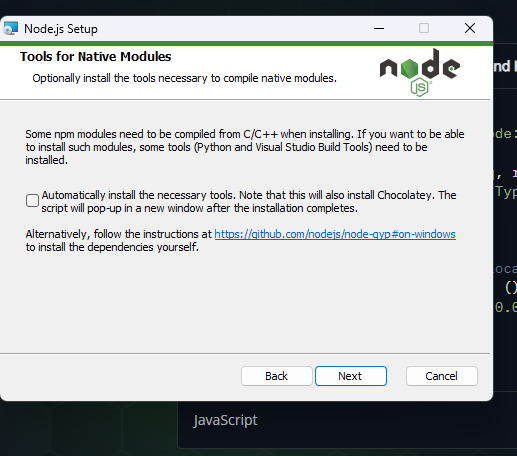 Node.js Setup
Tools for Native Modules
Optionally install the tools necessary to compile native modules.
node
JS
Some npm modules need to be compiled from C/C++ when installing. If you want to be able
to install such modules, some tools (Python and Visual Studio Build Tools) need to be
installed.
Automatically install the necessary tools. Note that this will also install Chocolatey. The
script will pop-up in a new window after the installation completes.
Alternatively, follow the instructions at https://github.com/nodejs/node-gyp#on-windows
to install the dependencies yourself.
Back
Next
Cancel
JavaScript